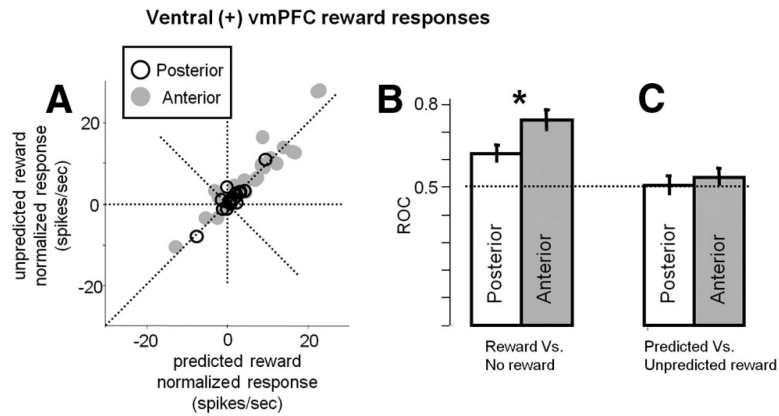 Ventral (+) vmPFC reward responses
A
Posterior
Anterior
unpredicted reward
normalized response
(spikes/sec)
20
0
-20
-20
0
20
predicted reward
normalized response
(spikes/sec)
B
*
C
0.8
0.5
ROC
Posterior
Anterior
Posterior
Anterior
Reward Vs.
No reward
Predicted Vs.
Unpredicted reward